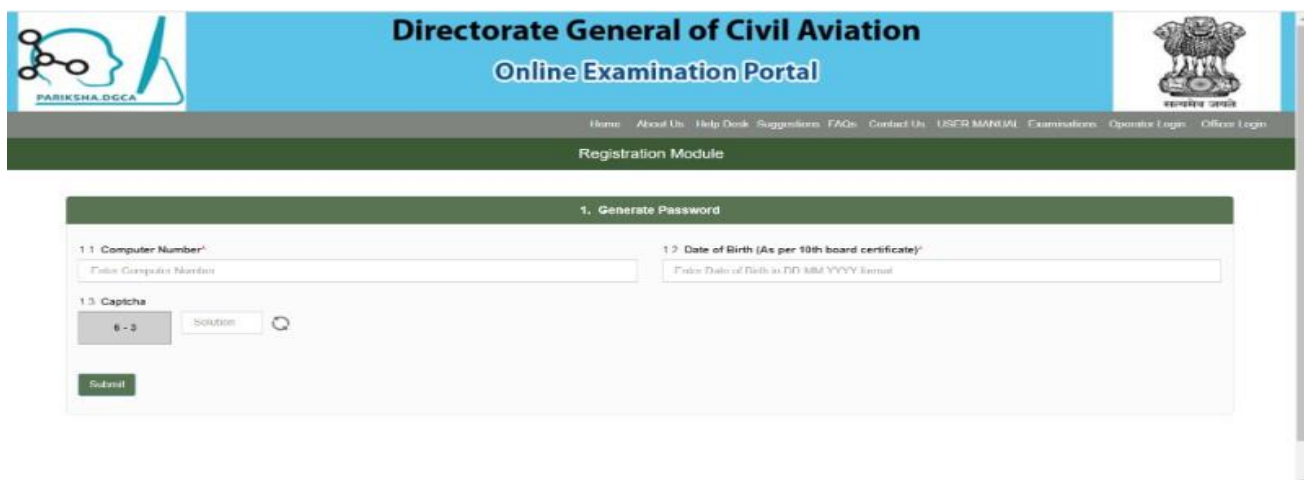 Directorate General of Civil Aviation
Online Examination Portal
PARIKSHA.DGCA
सत्यमेव जयते
Home About Us Help Desk Suggestions FAQs Contact Us USER MANUAL Examinations Operator Login Officer Login
Registration Module
1. Generate Password
1.1 Computer Number*
1.2 Date of Birth (As per 10th board certificate)*
Enter Computer Number
Enter Date of Birth in DD-MM-YYYY format
1.3 Captcha
6 - 3
Solution
Submit